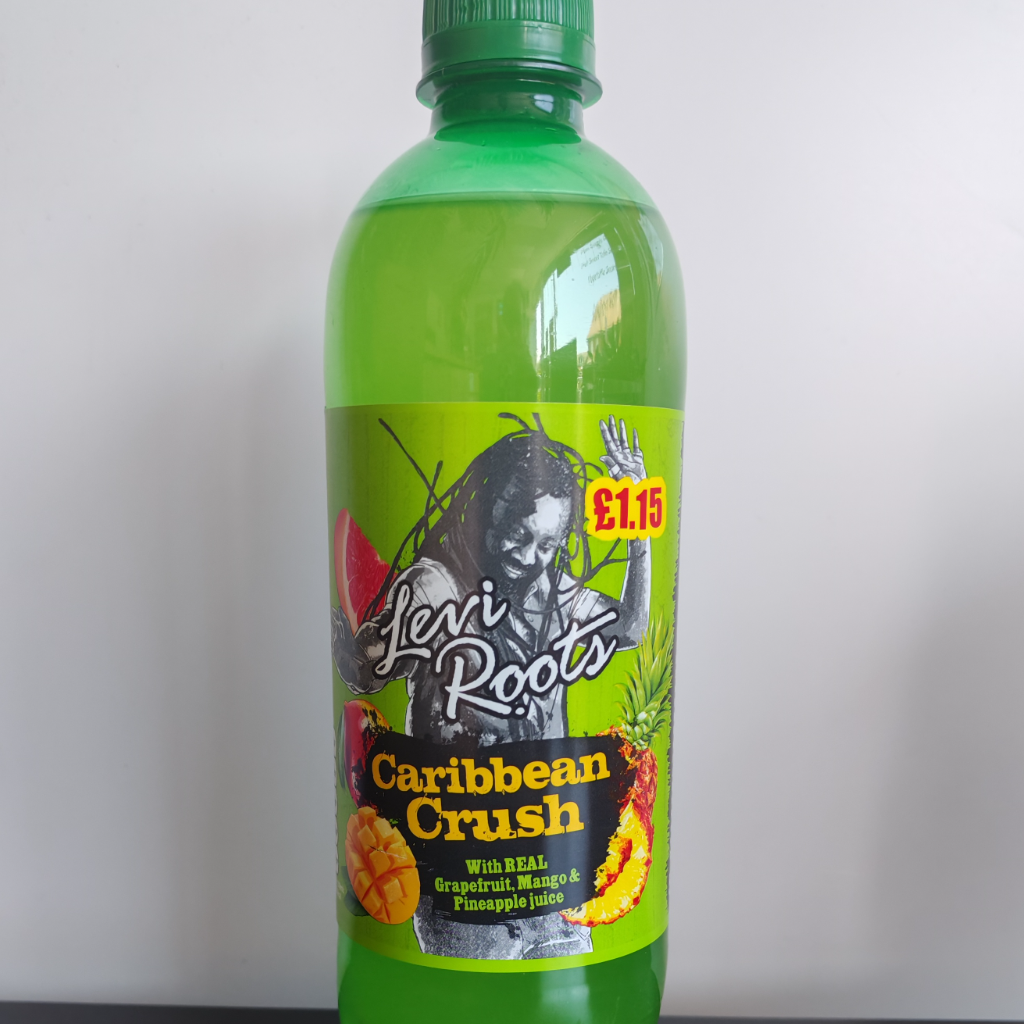 £1.15
Levi
Roots
Caribbean
Crush
With REAL
Grapefruit, Mango &
Pineapple juice